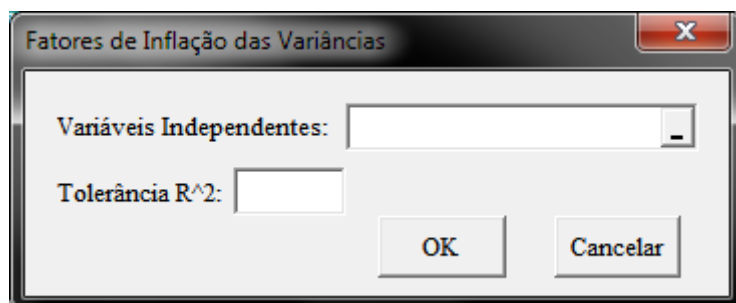 Fatores de Inflação das Variâncias
Variáveis Independentes:
Tolerância R^2:
OK Cancelar